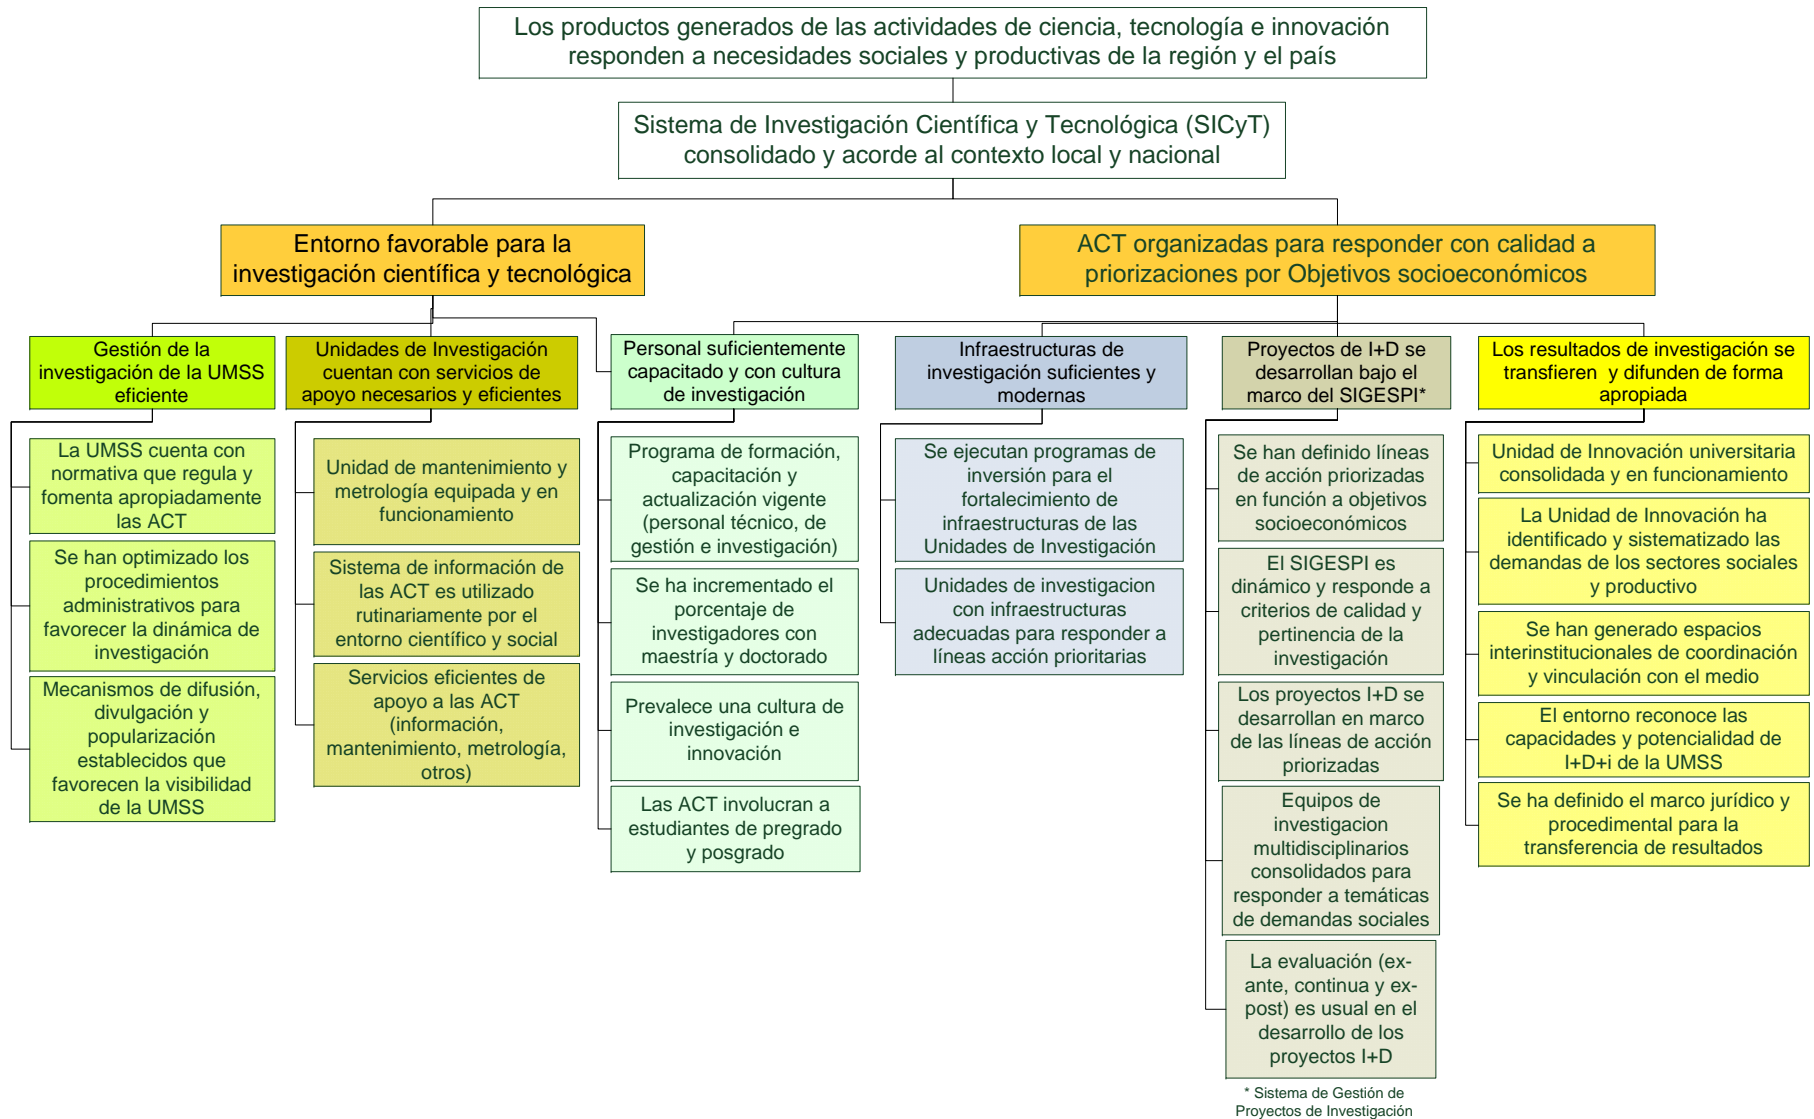 Los productos generados de las actividades de ciencia, tecnología e innovación
responden a necesidades sociales y productivas de la región y el país
Sistema de Investigación Científica y Tecnológica (SICyT)
consolidado y acorde al contexto local y nacional
Entorno favorable para la
investigación científica y tecnológica
ACT organizadas para responder con calidad a
priorizaciones por Objetivos socioeconómicos
Gestión de la
investigación de la UMSS
eficiente
Unidades de Investigación
cuentan con servicios de
apoyo necesarios y eficientes
Personal suficientemente
capacitado y con cultura
de investigación
Infraestructuras de
investigación suficientes y
modernas
Proyectos de I+D se
desarrollan bajo el
marco del SIGESPI*
Los resultados de investigación se
transfieren y difunden de forma
apropiada
La UMSS cuenta con
normativa que regula y
fomenta apropiadamente
las ACT
Se han optimizado los
procedimientos
administrativos para
favorecer la dinámica de
investigación
Mecanismos de difusión,
divulgación y
popularización
establecidos que
favorecen la visibilidad
de la UMSS
Unidad de mantenimiento y
metrología equipada y en
funcionamiento
Sistema de información de
las ACT es utilizado
rutinariamente por el
entorno científico y social
Servicios eficientes de
apoyo a las ACT
(información,
mantenimiento, metrología,
otros)
Programa de formación,
capacitación y
actualización vigente
(personal técnico, de
gestión e investigación)
Se ha incrementado el
porcentaje de
investigadores con
maestría y doctorado
Prevalece una cultura de
investigación e
innovación
Las ACT involucran a
estudiantes de pregrado
y posgrado
Se ejecutan programas de
inversión para el
fortalecimiento de
infraestructuras de las
Unidades de Investigación
Unidades de investigacion
con infraestructuras
adecuadas para responder a
líneas acción prioritarias
Se han definido líneas
de acción priorizadas
en función a objetivos
socioeconómicos
El SIGESPI es
dinámico y responde a
criterios de calidad y
pertinencia de la
investigación
Los proyectos I+D se
desarrollan en marco
de las líneas de acción
priorizadas
Equipos de
investigacion
multidisciplinarios
consolidados para
responder a temáticas
de demandas sociales
La evaluación (ex-
ante, continua y ex-
post) es usual en el
desarrollo de los
proyectos I+D
* Sistema de Gestión de
Proyectos de Investigación
Unidad de Innovación universitaria
consolidada y en funcionamiento
La Unidad de Innovación ha
identificado y sistematizado las
demandas de los sectores sociales
y productivo
Se han generado espacios
interinstitucionales de coordinación
y vinculación con el medio
El entorno reconoce las
capacidades y potencialidad de
I+D+i de la UMSS
Se ha definido el marco jurídico y
procedimental para la
transferencia de resultados